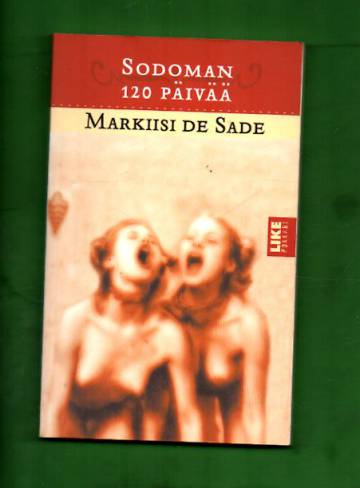 SODOMAN
120 PÄIVÄÄ
MARKIISI DE SADE
LIKE
POKKARI